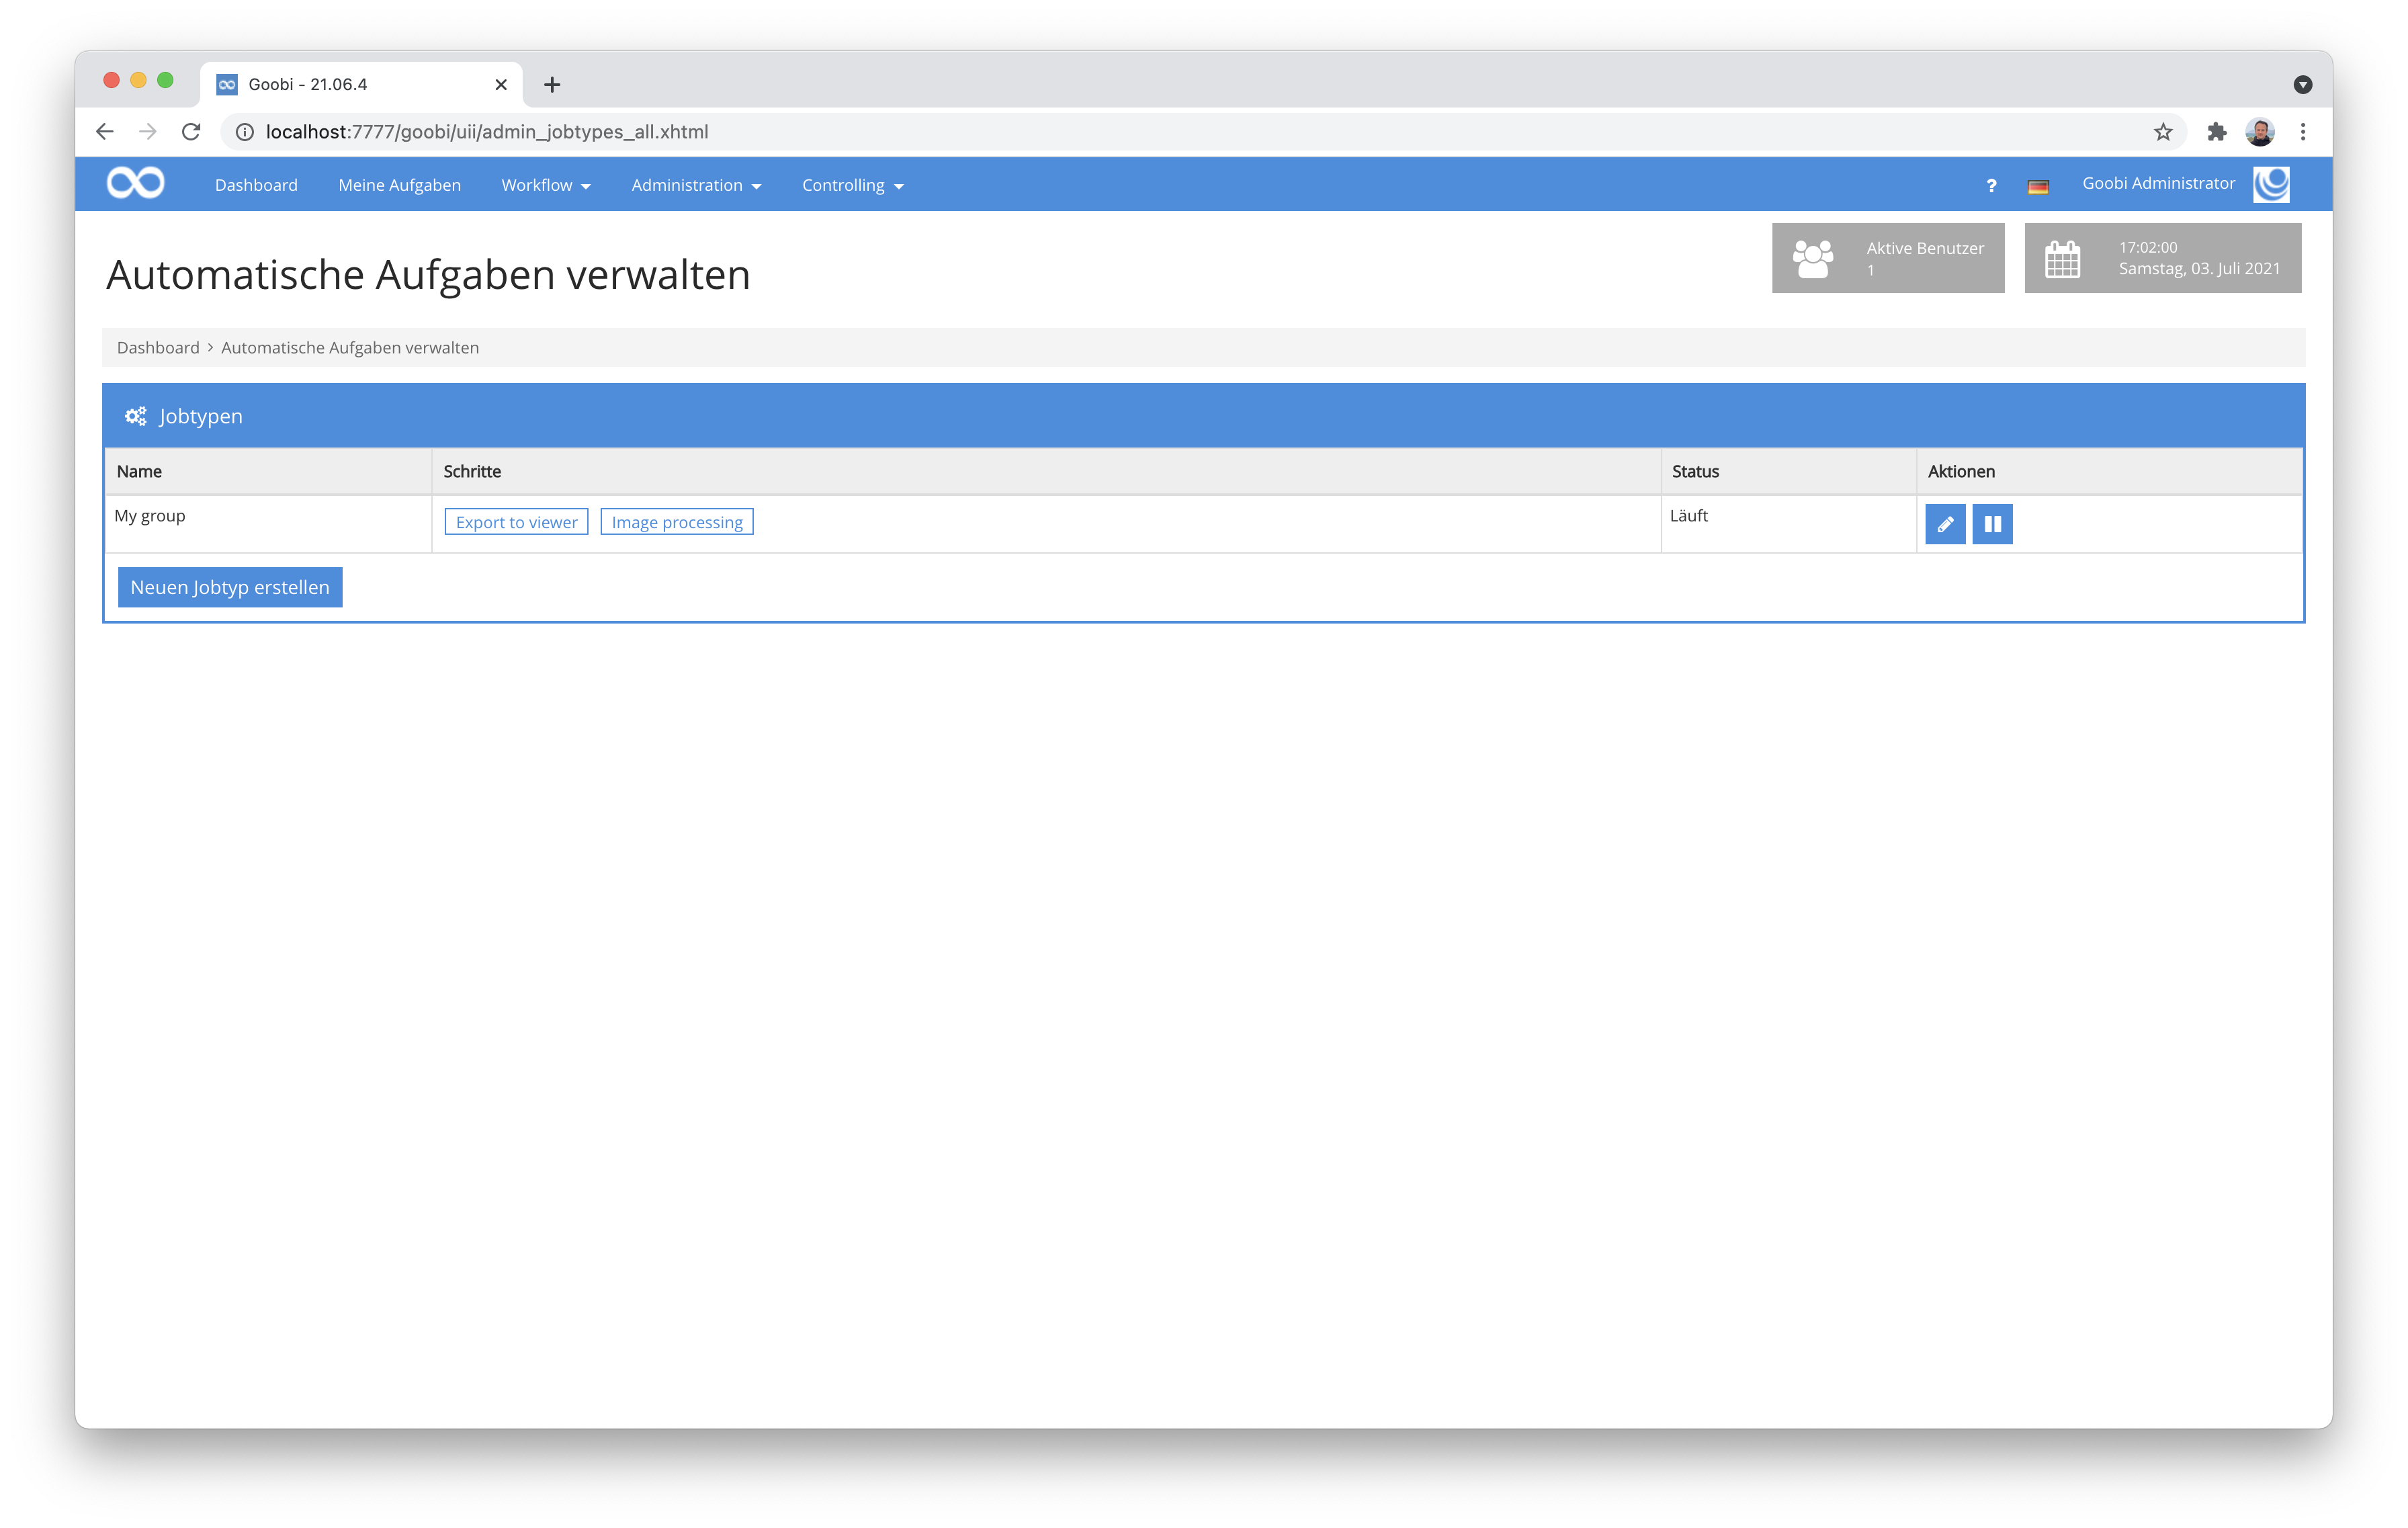 Goobi - 21.06.4
localhost:7777/goobi/uii/admin_jobtypes_all.xhtml
Dashboard Meine Aufgaben Workflow Administration Controlling ? Goobi Administrator
Automatische Aufgaben verwalten
Aktive Benutzer
1
17:02:00
Samstag, 03. Juli 2021
Dashboard > Automatische Aufgaben verwalten
Jobtypen
Name Schritte Status Aktionen
My group Export to viewer Image processing Läuft
Neuen Jobtyp erstellen